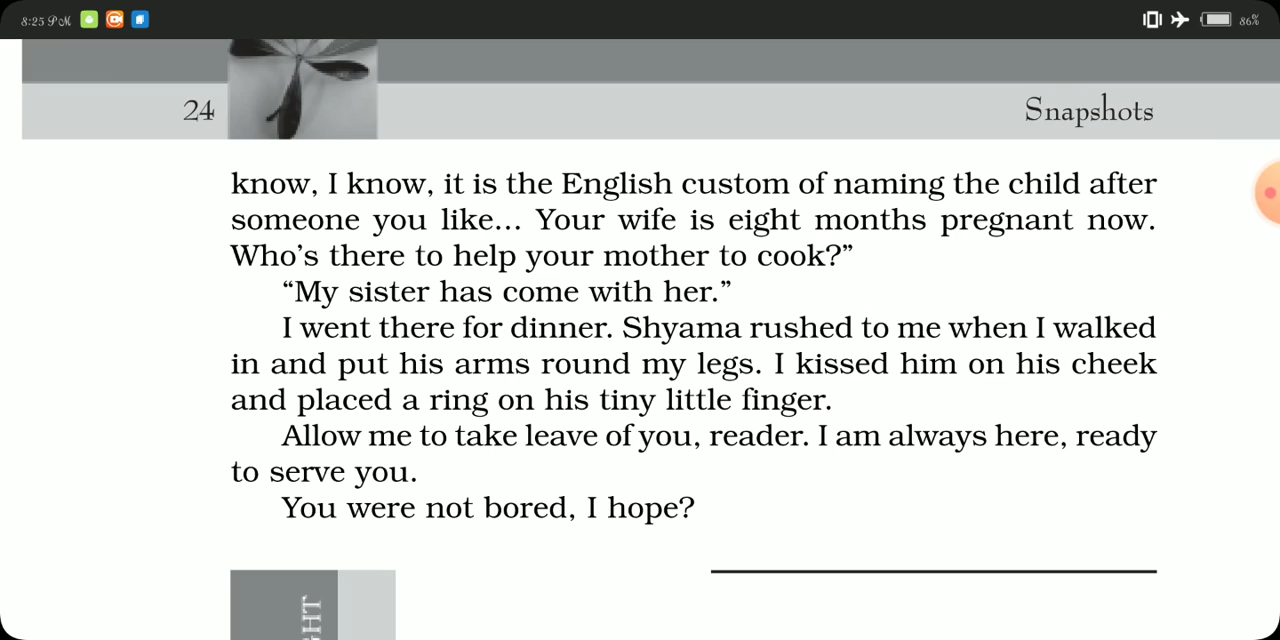 8:25 PM
86%
24
Snapshots
know, I know, it is the English custom of naming the child after
someone you like... Your wife is eight months pregnant now.
Who's there to help your mother to cook?”
“My sister has come with her.”
I went there for dinner. Shyama rushed to me when I walked
in and put his arms round my legs. I kissed him on his cheek
and placed a ring on his tiny little finger.
Allow me to take leave of you, reader. I am always here, ready
to serve you.
You were not bored, I hope?
GHT